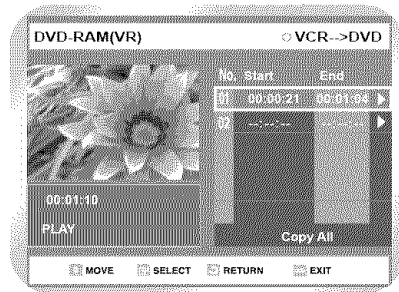 DVD-RAM(VR) VCR-->DVD
No. Start End
01 00:00:21 00:01:04
02 --:--:-- --:--:--
00:01:10
PLAY
Copy All
MOVE SELECT RETURN EXIT